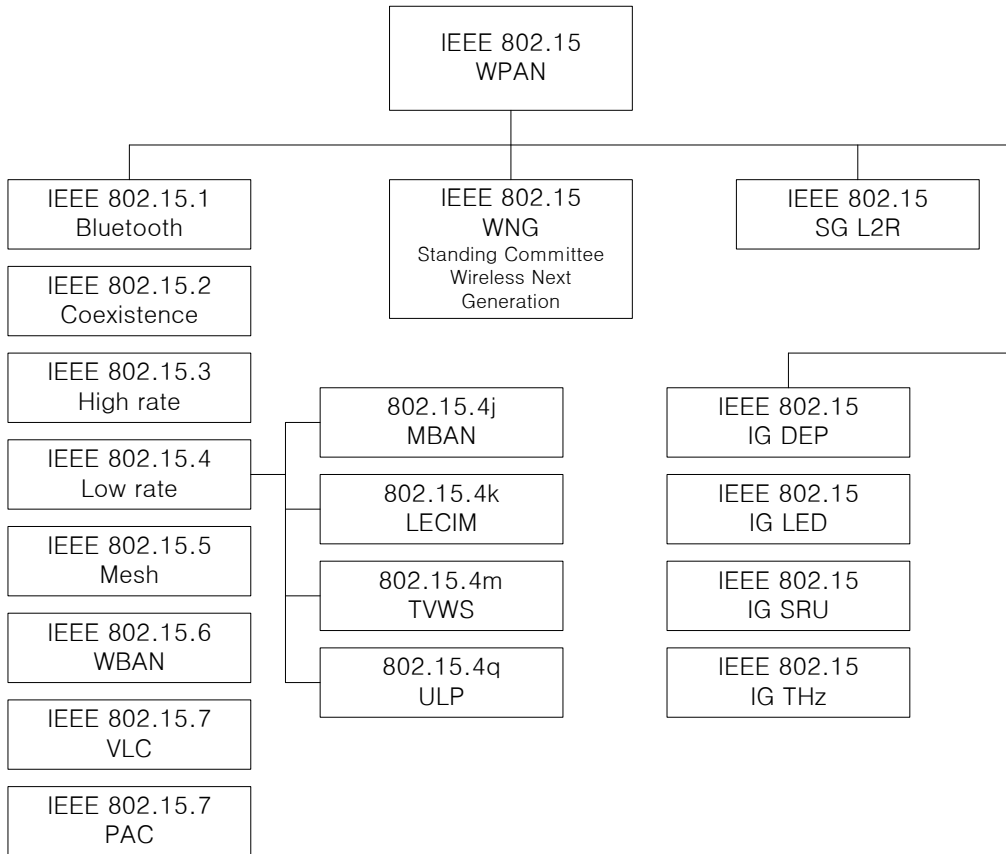 IEEE 802.15
WPAN
IEEE 802.15.1
Bluetooth
IEEE 802.15
WNG
Standing Committee
Wireless Next
Generation
IEEE 802.15
SG L2R
IEEE 802.15.2
Coexistence
IEEE 802.15.3
High rate
IEEE 802.15.4
Low rate
IEEE 802.15.5
Mesh
IEEE 802.15.6
WBAN
IEEE 802.15.7
VLC
IEEE 802.15.7
PAC
802.15.4j
MBAN
802.15.4k
LECIM
802.15.4m
TVWS
802.15.4q
ULP
IEEE 802.15
IG DEP
IEEE 802.15
IG LED
IEEE 802.15
IG SRU
IEEE 802.15
IG THz